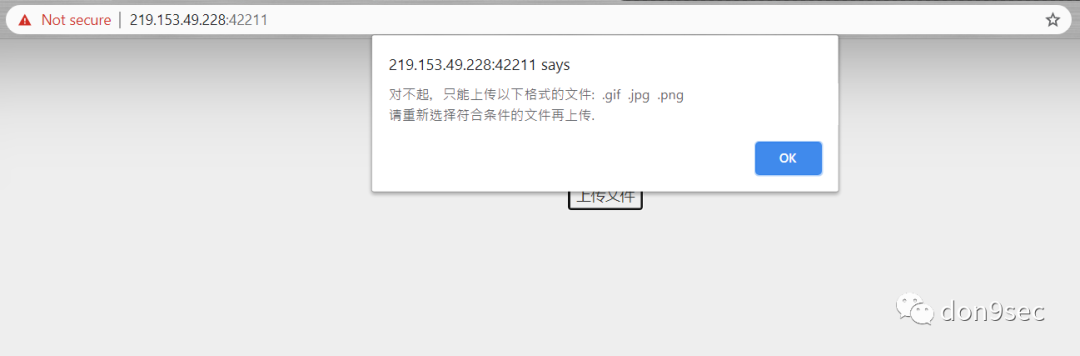 Not secure | 219.153.49.228:42211
219.153.49.228:42211 says
对不起，只能上传以下格式的文件: .gif .jpg .png
请重新选择符合条件的文件再上传.
OK
上传文件
don9sec